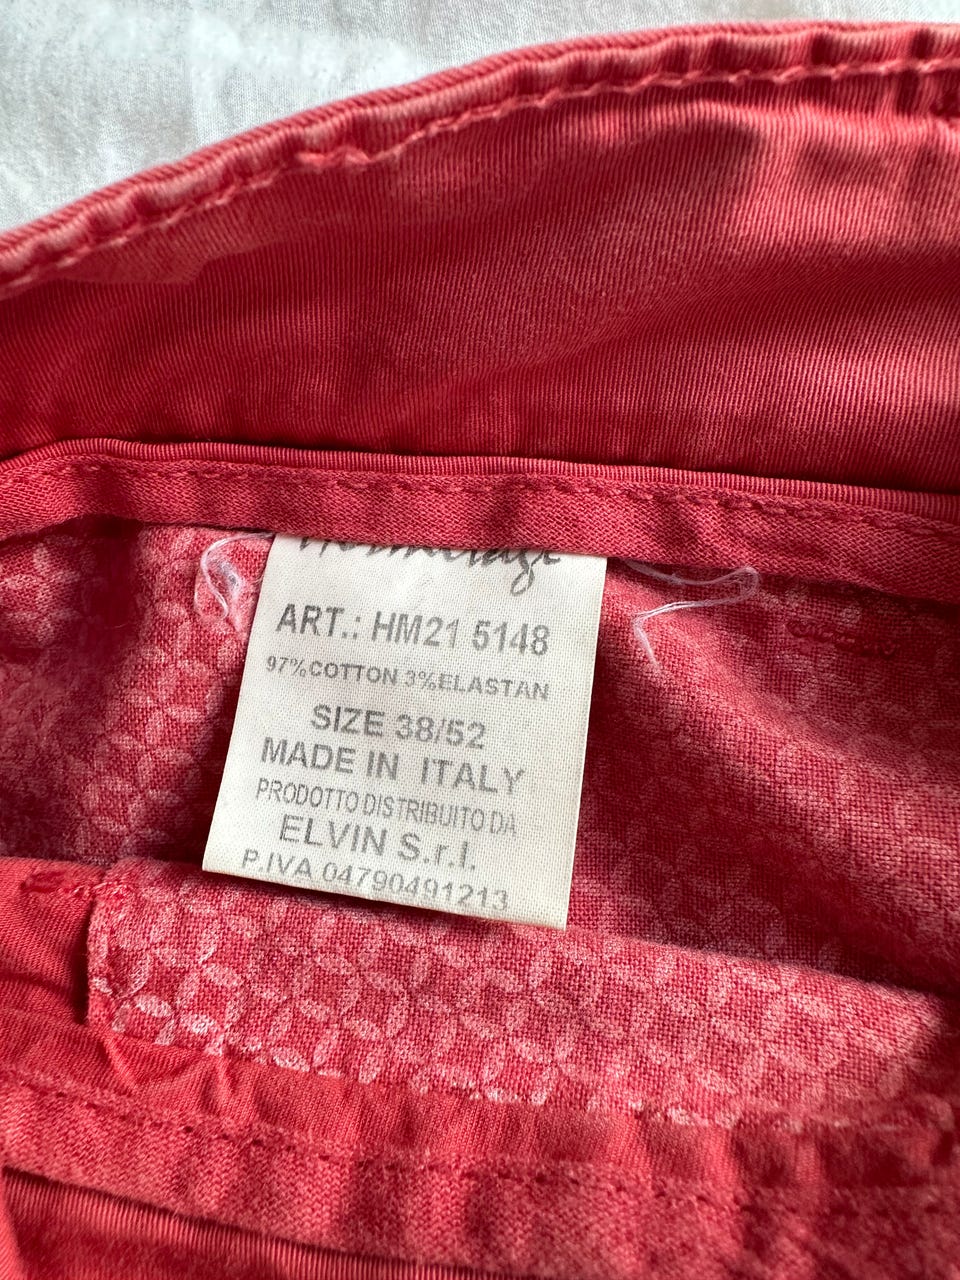 Hermitage
ART.: HM21 5148
97%COTTON 3%ELASTAN
SIZE 38/52
MADE IN ITALY
PRODOTTO DISTRIBUITO DA
ELVIN S.r.l.
P.IVA 04790491213